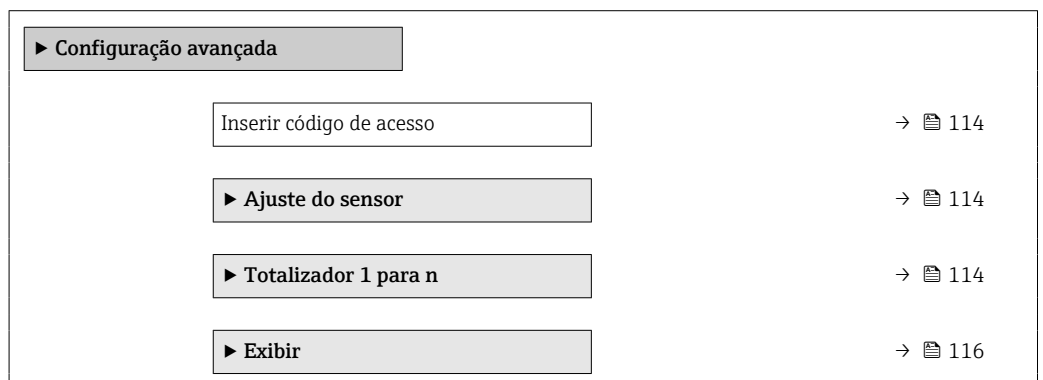 ▶ Configuração avançada
Inserir código de acesso → 114
▶ Ajuste do sensor → 114
▶ Totalizador 1 para n → 114
▶ Exibir → 116